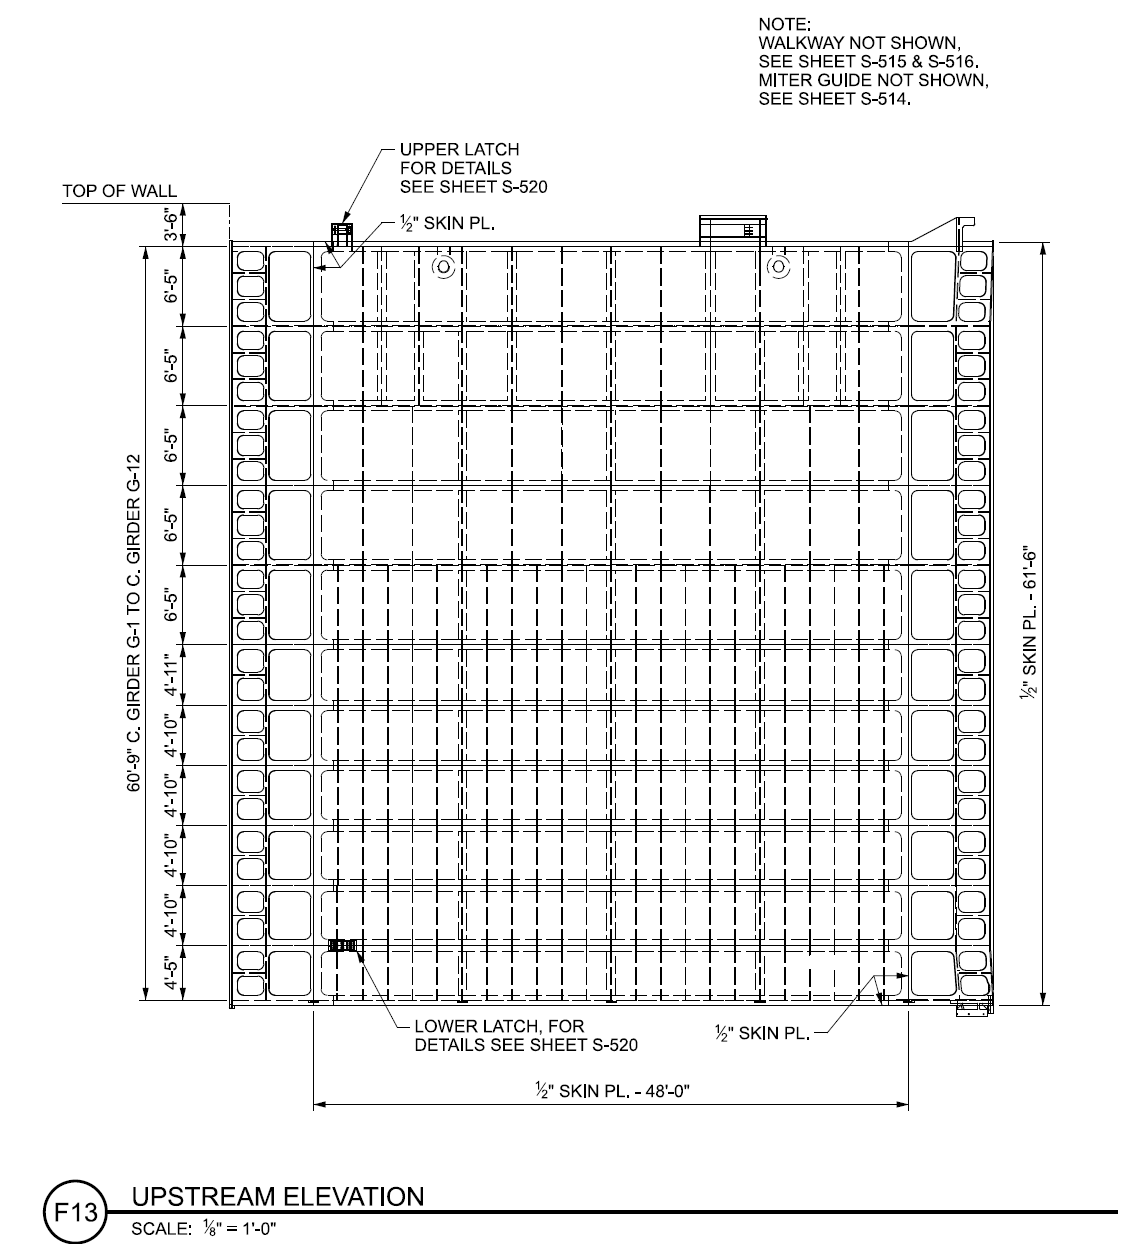 NOTE:
WALKWAY NOT SHOWN,
SEE SHEET S-515 & S-516.
MITER GUIDE NOT SHOWN,
SEE SHEET S-514.
UPPER LATCH
FOR DETAILS
SEE SHEET S-520
TOP OF WALL
½" SKIN PL.
3'-6"
6'-5"
6'-5"
6'-5"
6'-5"
6'-5"
4'-11"
4'-10"
4'-10"
4'-10"
4'-10"
4'-5"
60'-9" C. GIRDER G-1 TO C. GIRDER G-12
½" SKIN PL. - 61'-6"
LOWER LATCH, FOR
DETAILS SEE SHEET S-520
½" SKIN PL.
½" SKIN PL. - 48'-0"
F13
UPSTREAM ELEVATION
SCALE: ⅛" = 1'-0"